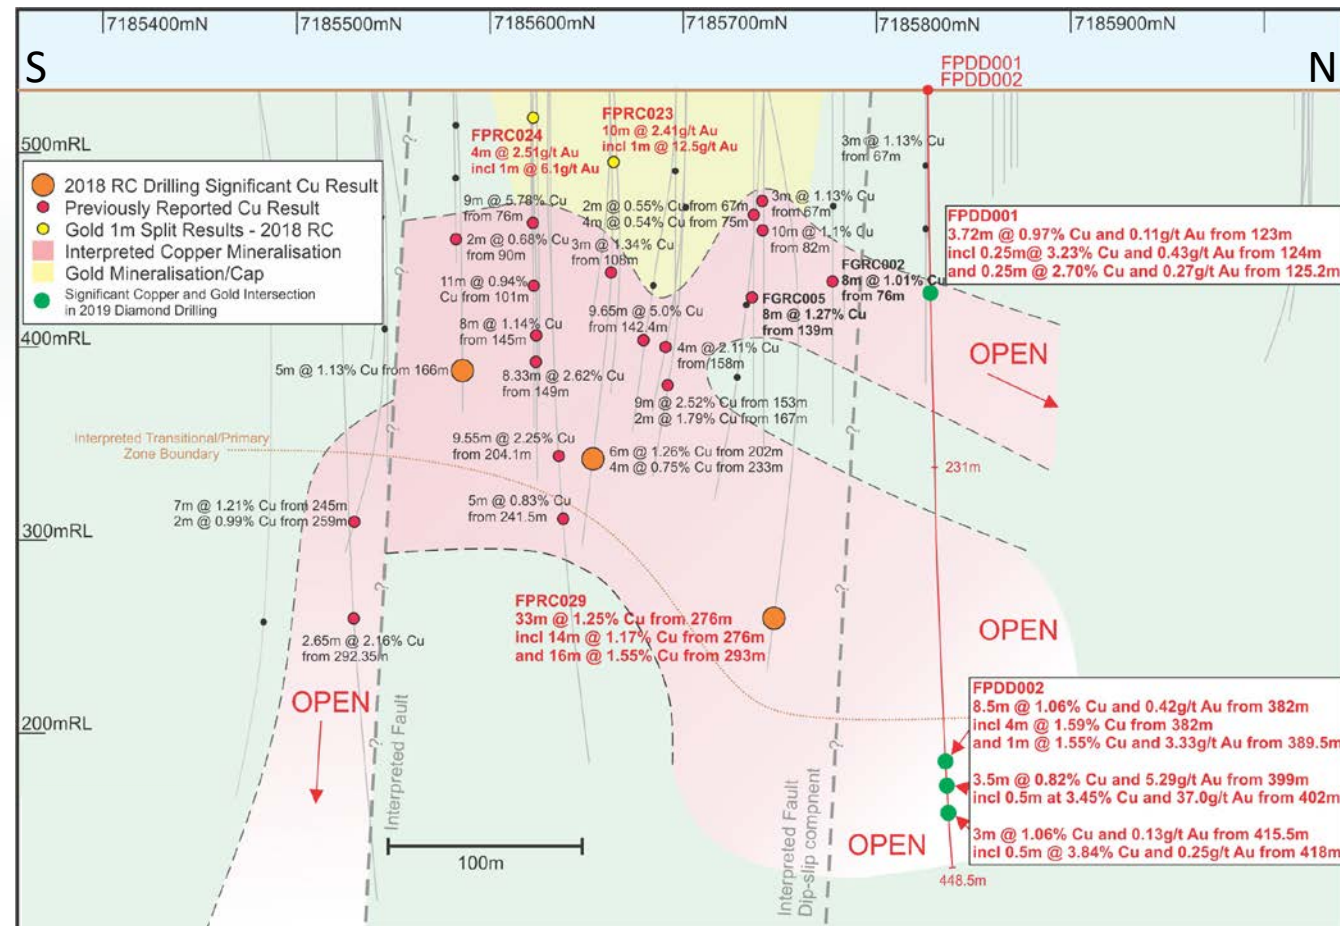 7185400mN
7185500mN
7185600mN
7185700mN
7185800mN
7185900mN
S
N
FPDD001
FPDD002
500mRL
400mRL
300mRL
200mRL
2018 RC Drilling Significant Cu Result
Previously Reported Cu Result
Gold 1m Split Results - 2018 RC
Interpreted Copper Mineralisation
Gold Mineralisation/Cap
Significant Copper and Gold Intersection
in 2019 Diamond Drilling
FPRC024
4m @ 2.51g/t Au
incl 1m @ 6.1g/t Au
FPRC023
10m @ 2.41g/t Au
incl 1m @ 12.5g/t Au
3m @ 1.13% Cu
from 67m
9m @ 5.78% Cu
from 76m
2m @ 0.55% Cu from 67m
4m @ 0.54% Cu from 75m
3m @ 1.13% Cu
from 67m
10m @ 1.1% Cu
from 82m
2m @ 0.68% Cu
from 90m
3m @ 1.34% Cu
from 108m
11m @ 0.94%
Cu from 101m
FGRC002
8m @ 1.01% Cu
from 76m
FGRC005
8m @ 1.27% Cu
from 139m
9.65m @ 5.0% Cu
from 142.4m
8m @ 1.14% Cu
from 145m
4m @ 2.11% Cu
from 158m
5m @ 1.13% Cu from 166m
8.33m @ 2.62% Cu
from 149m
9m @ 2.52% Cu from 153m
2m @ 1.79% Cu from 167m
FPDD001
3.72m @ 0.97% Cu and 0.11g/t Au from 123m
incl 0.25m@ 3.23% Cu and 0.43g/t Au from 124m
and 0.25m @ 2.70% Cu and 0.27g/t Au from 125.2m
OPEN
Interpreted Transitional/Primary
Zone Boundary
9.55m @ 2.25% Cu
from 204.1m
6m @ 1.26% Cu from 202m
4m @ 0.75% Cu from 233m
231m
7m @ 1.21% Cu from 245m
2m @ 0.99% Cu from 259m
5m @ 0.83% Cu
from 241.5m
FPRC029
33m @ 1.25% Cu from 276m
incl 14m @ 1.17% Cu from 276m
and 16m @ 1.55% Cu from 293m
2.65m @ 2.16% Cu
from 292.35m
OPEN
OPEN
FPDD002
8.5m @ 1.06% Cu and 0.42g/t Au from 382m
incl 4m @ 1.59% Cu from 382m
and 1m @ 1.55% Cu and 3.33g/t Au from 389.5m
3.5m @ 0.82% Cu and 5.29g/t Au from 399m
incl 0.5m at 3.45% Cu and 37.0g/t Au from 402m
3m @ 1.06% Cu and 0.13g/t Au from 415.5m
incl 0.5m @ 3.84% Cu and 0.25g/t Au from 418m
OPEN
448.5m
100m
Interpreted Fault
Interpreted Fault
Dip-slip compnent
?
?
?
?
?
?
?
?